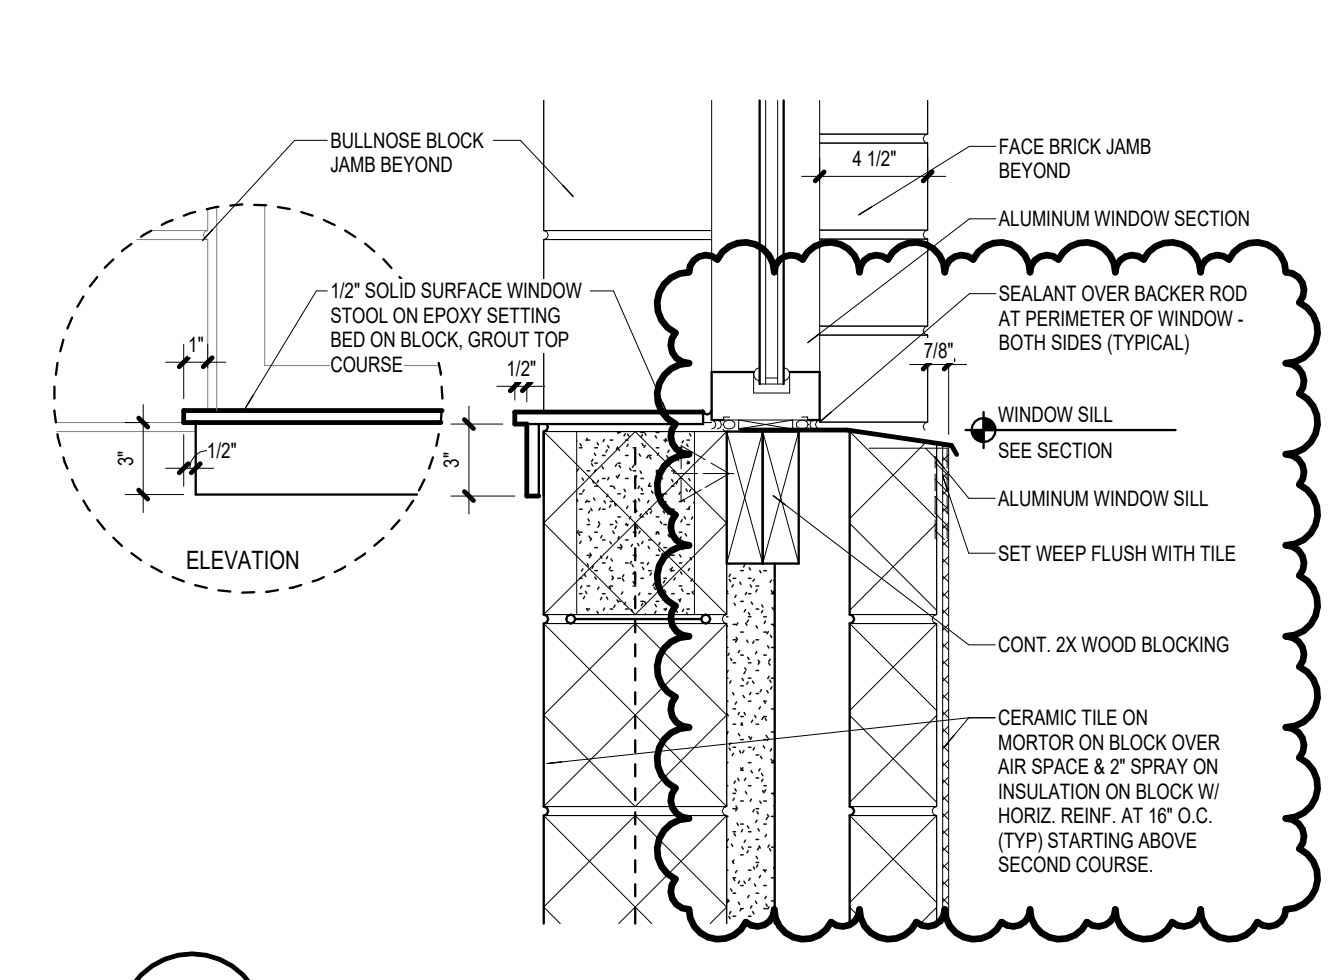 BULLNOSE BLOCK
JAMB BEYOND
4 1/2"
FACE BRICK JAMB
BEYOND
ALUMINUM WINDOW SECTION
1/2" SOLID SURFACE WINDOW
STOOL ON EPOXY SETTING
BED ON BLOCK, GROUT TOP
COURSE
SEALANT OVER BACKER ROD
AT PERIMETER OF WINDOW -
BOTH SIDES (TYPICAL)
1"
1/2"
7/8"
WINDOW SILL
SEE SECTION
3"
1/2"
3"
ALUMINUM WINDOW SILL
SET WEEP FLUSH WITH TILE
ELEVATION
CONT. 2X WOOD BLOCKING
CERAMIC TILE ON
MORTOR ON BLOCK OVER
AIR SPACE & 2" SPRAY ON
INSULATION ON BLOCK W/
HORIZ. REINF. AT 16" O.C.
(TYP) STARTING ABOVE
SECOND COURSE.